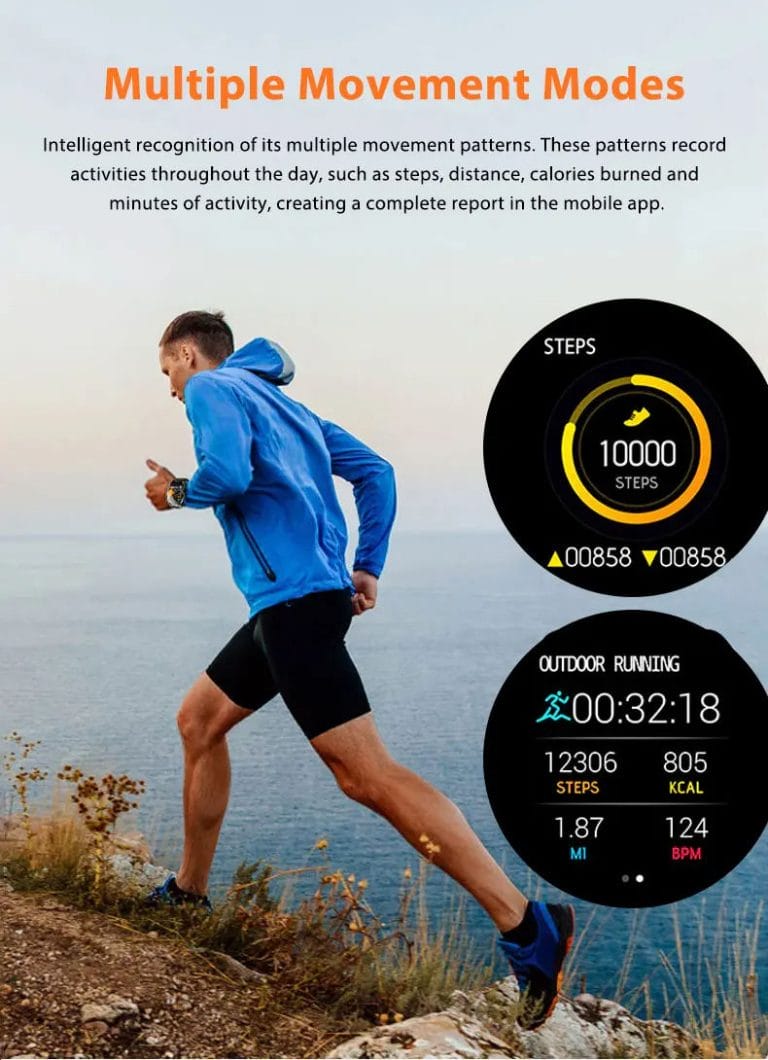 Multiple Movement Modes
Intelligent recognition of its multiple movement patterns. These patterns record
activities throughout the day, such as steps, distance, calories burned and
minutes of activity, creating a complete report in the mobile app.
STEPS
10000
STEPS
▲00858 ▼00858
OUTDOOR RUNNING
00:32:18
12306 805
STEPS KCAL
1.87 124
MI BPM